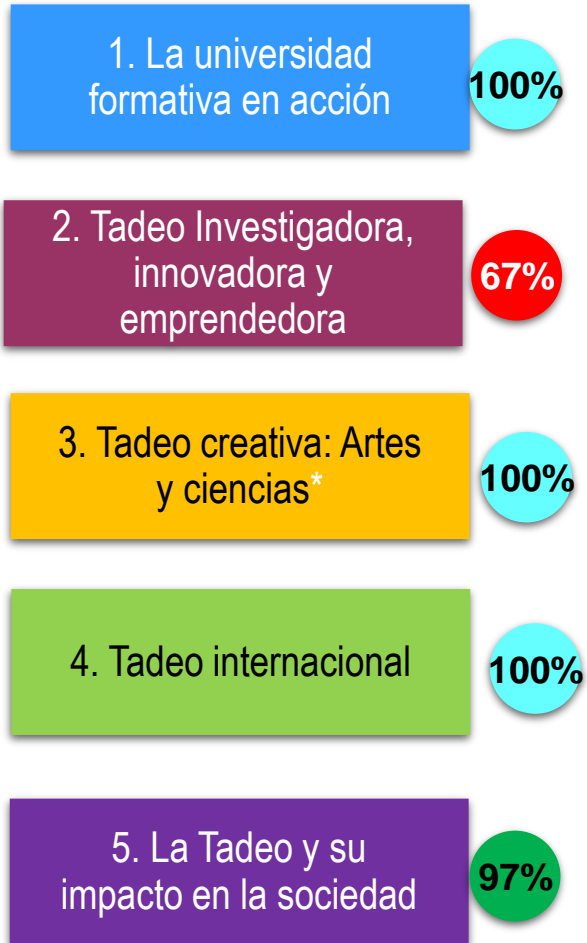 1. La universidad
formativa en acción
100%
2. Tadeo Investigadora,
innovadora y
emprendedora
67%
3. Tadeo creativa: Artes
y ciencias*
100%
4. Tadeo internacional
100%
5. La Tadeo y su
impacto en la sociedad
97%